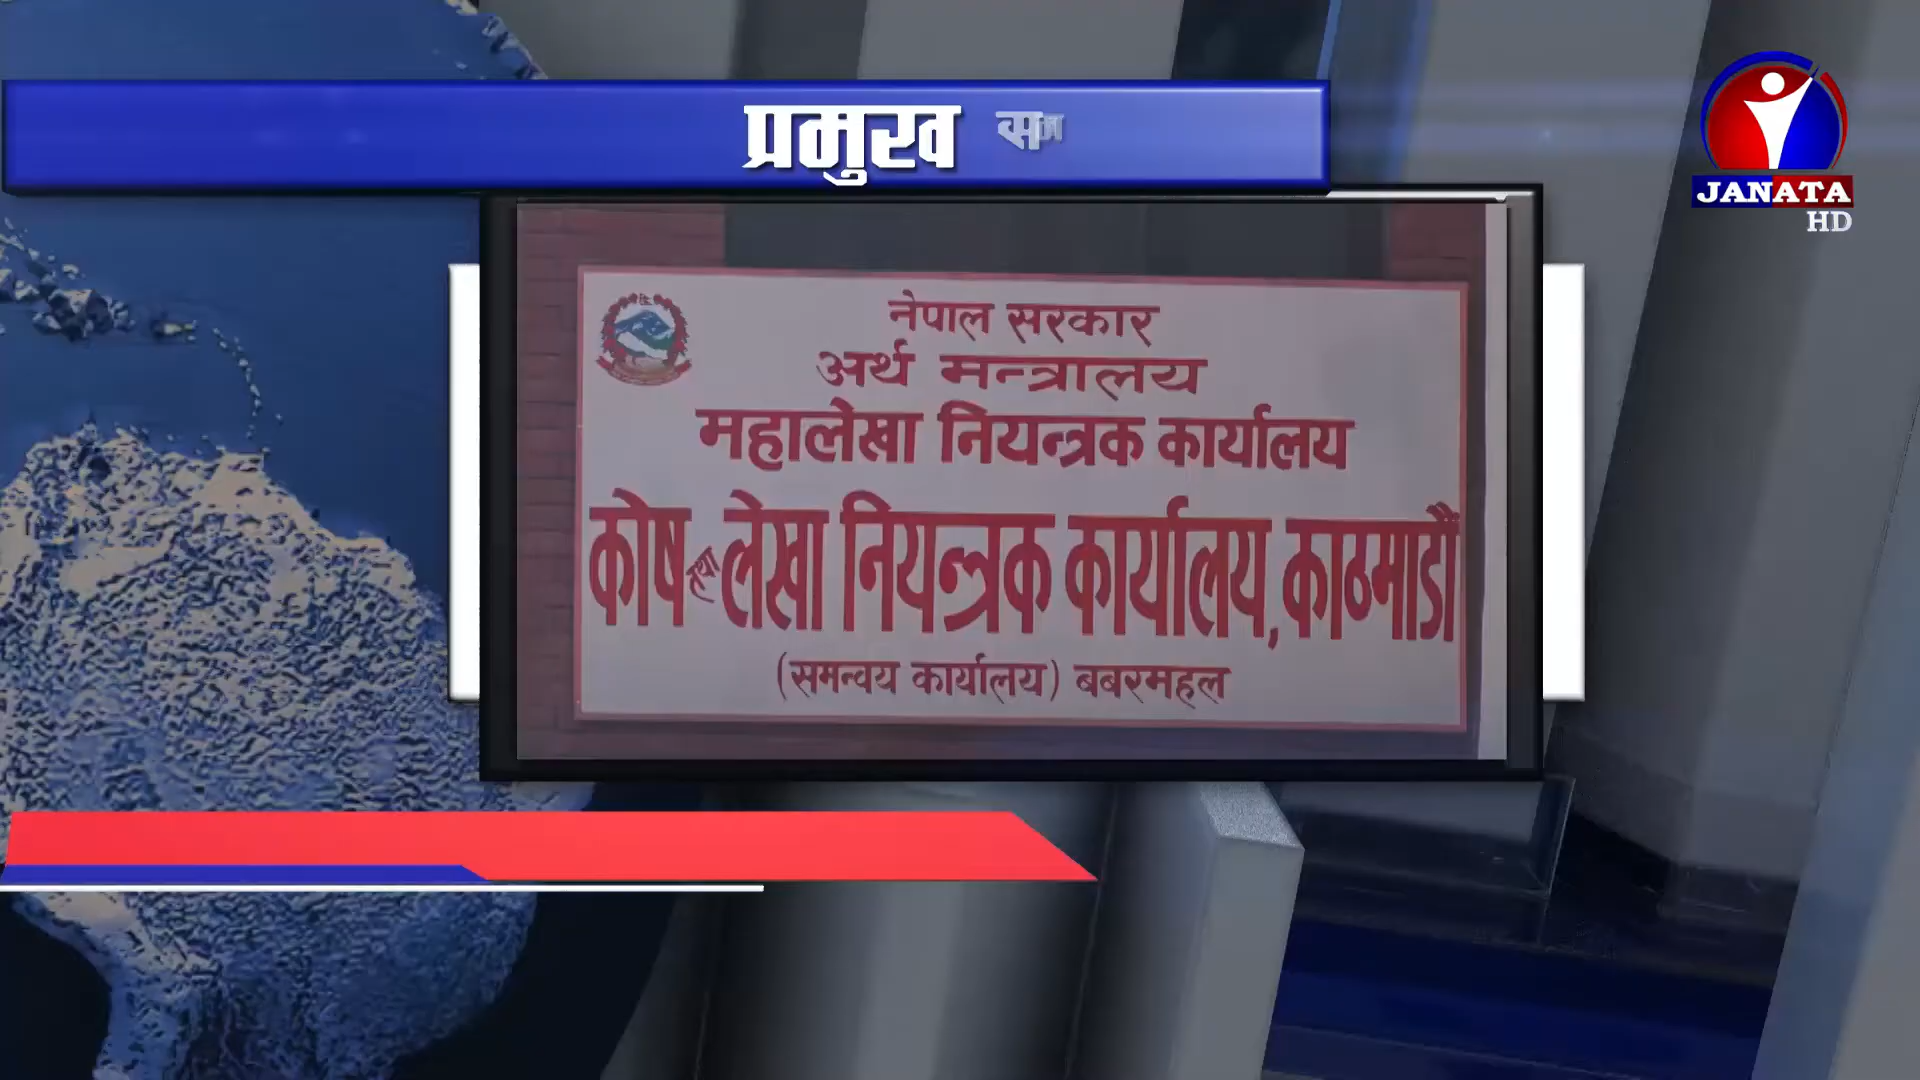 प्रमुख
JANATA
HD
नेपाल सरकार
अर्थ मन्त्रालय
महालेखा नियन्त्रक कार्यालय
कोष तथा लेखा नियन्त्रक कार्यालय, काठमाडौं
(समन्वय कार्यालय) बबरमहल